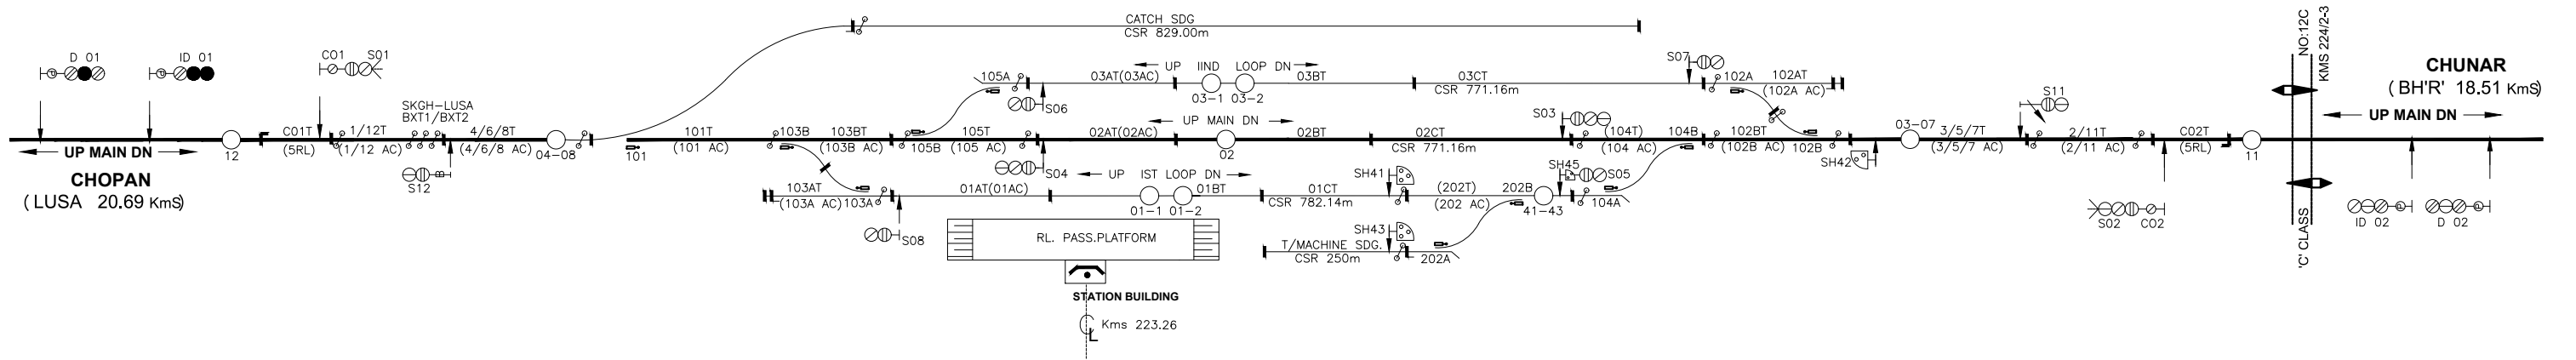 CATCH SDG
CSR 829.00m
NO:12C
KMS 224/2-3
D 01
ID 01
C01
S01
105A
03AT(03AC)
UP IIND LOOP DN
03-1 03-2
03BT
03CT
CSR 771.16m
S07
102A
102AT
(102A AC)
CHUNAR
(BH'R' 18.51 KmS)
UP MAIN DN
S06
SKGH-LUSA
BXT1/BXT2
S11
UP MAIN DN
S03
UP MAIN DN
CHOPAN
(LUSA 20.69 KmS)
12
C01T
(5RL)
1/12T
(1/12 AC)
S12
4/6/8T
(4/6/8 AC)
04-08
101
101T
(101 AC)
103B
103BT
(103B AC)
105B
105T
(105 AC)
S04
02AT(02AC)
02
02BT
02CT
CSR 771.16m
(104T)
(104 AC)
104B
102BT
(102B AC)
102B
SH42
03-07
3/5/7T
(3/5/7 AC)
2/11T
(2/11 AC)
C02T
(5RL)
11
UP IST LOOP DN
103AT
(103A AC)
103A
S08
01AT(01AC)
01-1 01-2
01BT
01CT
CSR 782.14m
SH41
(202T)
(202 AC)
202B
41-43
SH45
S05
104A
S02
C02
'C' CLASS
ID 02
D 02
RL. PASS.PLATFORM
SH43
T/MACHINE SDG.
CSR 250m
202A
STATION BUILDING
CL Kms 223.26